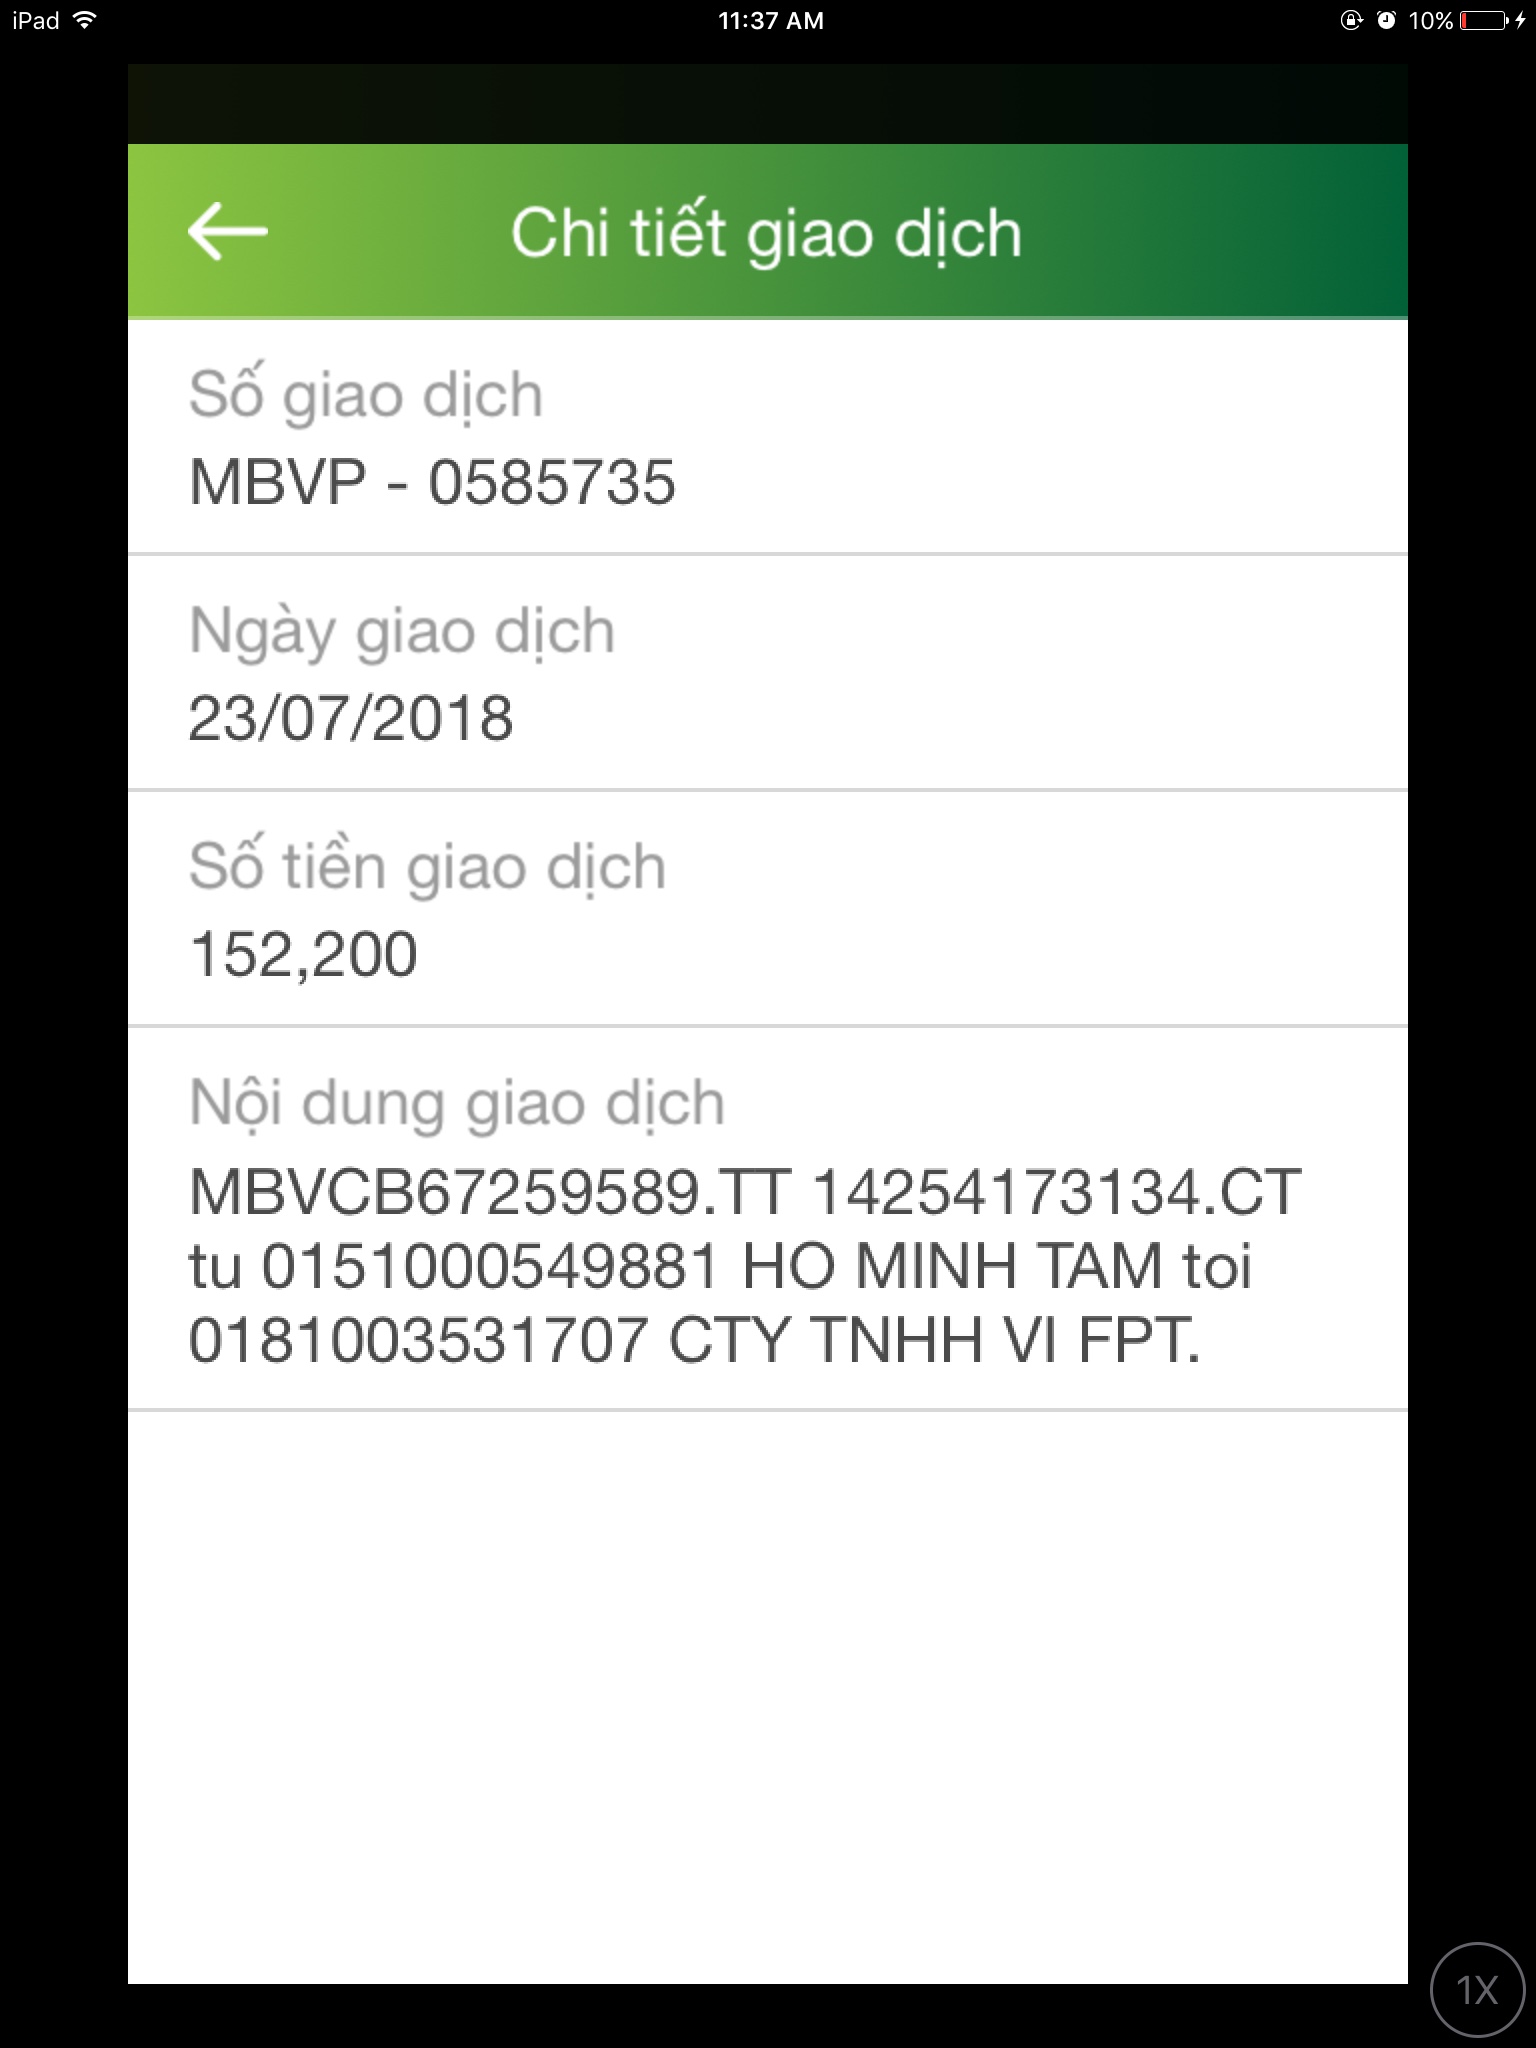 iPad 11:37 AM 10%
Chi tiết giao dịch
Số giao dịch
MBVP - 0585735
Ngày giao dịch
23/07/2018
Số tiền giao dịch
152,200
Nội dung giao dịch
MBVCB67259589.TT 14254173134.CT
tu 0151000549881 HO MINH TAM toi
0181003531707 CTY TNHH VI FPT.
1X